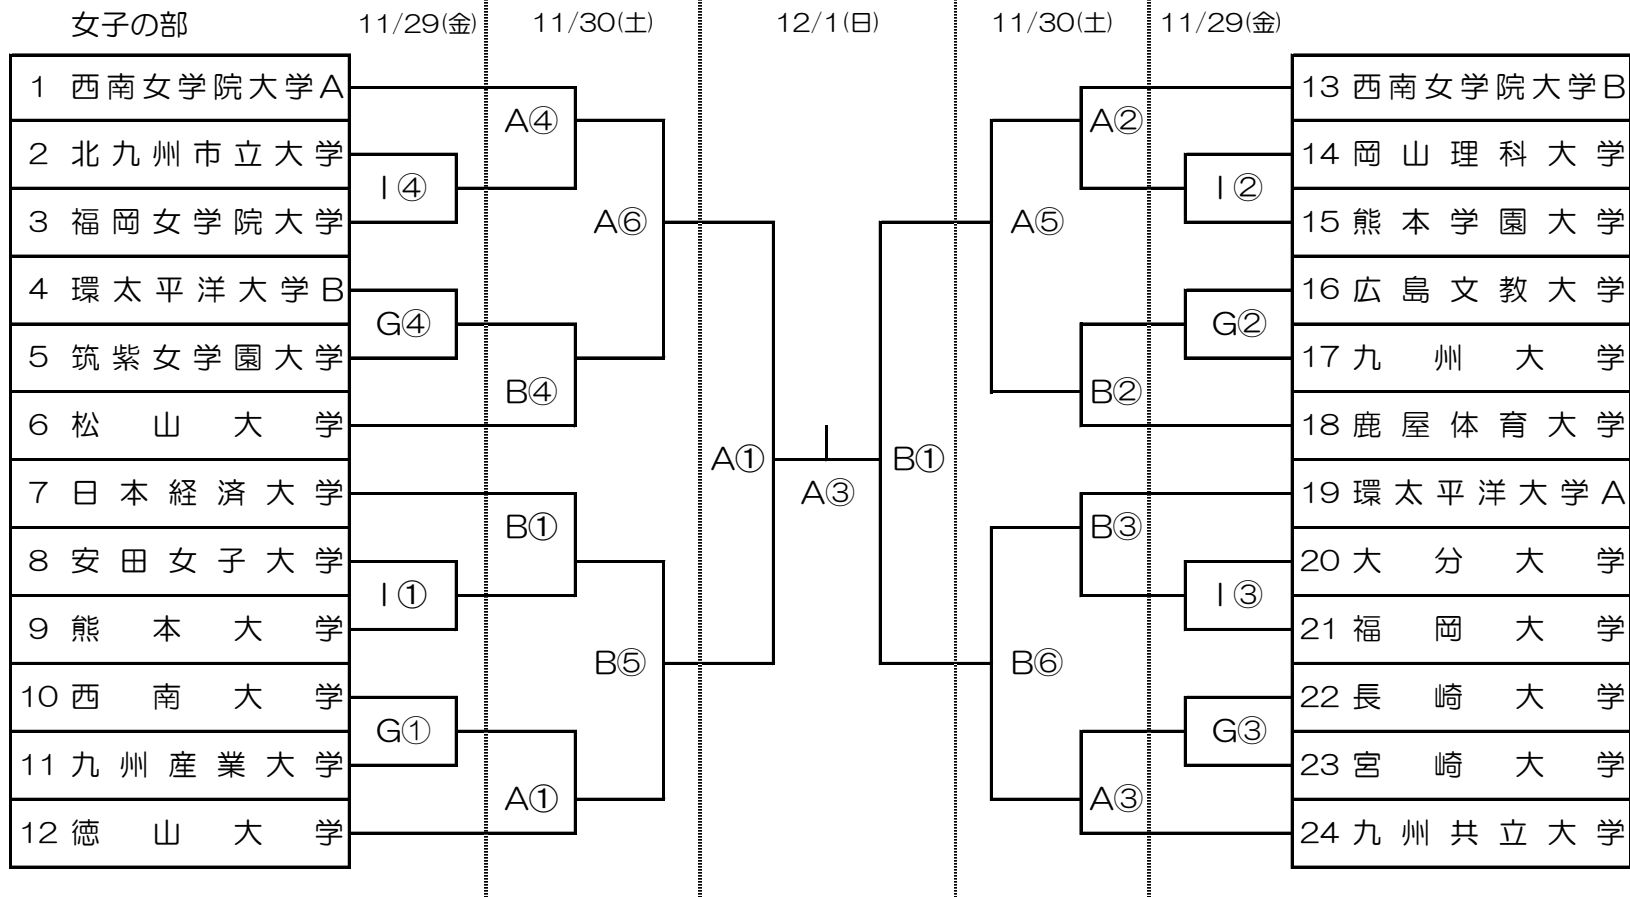 女子の部 11/29(金) 11/30(土) 12/1(日) 11/30(土) 11/29(金)
1 西南女学院大学A
2 北九州市立大学
3 福岡女学院大学
4 環太平洋大学B
5 筑紫女学園大学
6 松山大学
7 日本経済大学
8 安田女子大学
9 熊本大学
10 西南大学
11 九州産業大学
12 徳山大学
I④
G④
I①
G①
A④
B④
B①
A①
A⑥
B⑤
A①
A③
B①
A⑤
B⑥
A②
B②
B③
A③
I②
G②
I③
G③
13 西南女学院大学B
14 岡山理科大学
15 熊本学園大学
16 広島文教大学
17 九州大学
18 鹿屋体育大学
19 環太平洋大学A
20 大分大学
21 福岡大学
22 長崎大学
23 宮崎大学
24 九州共立大学